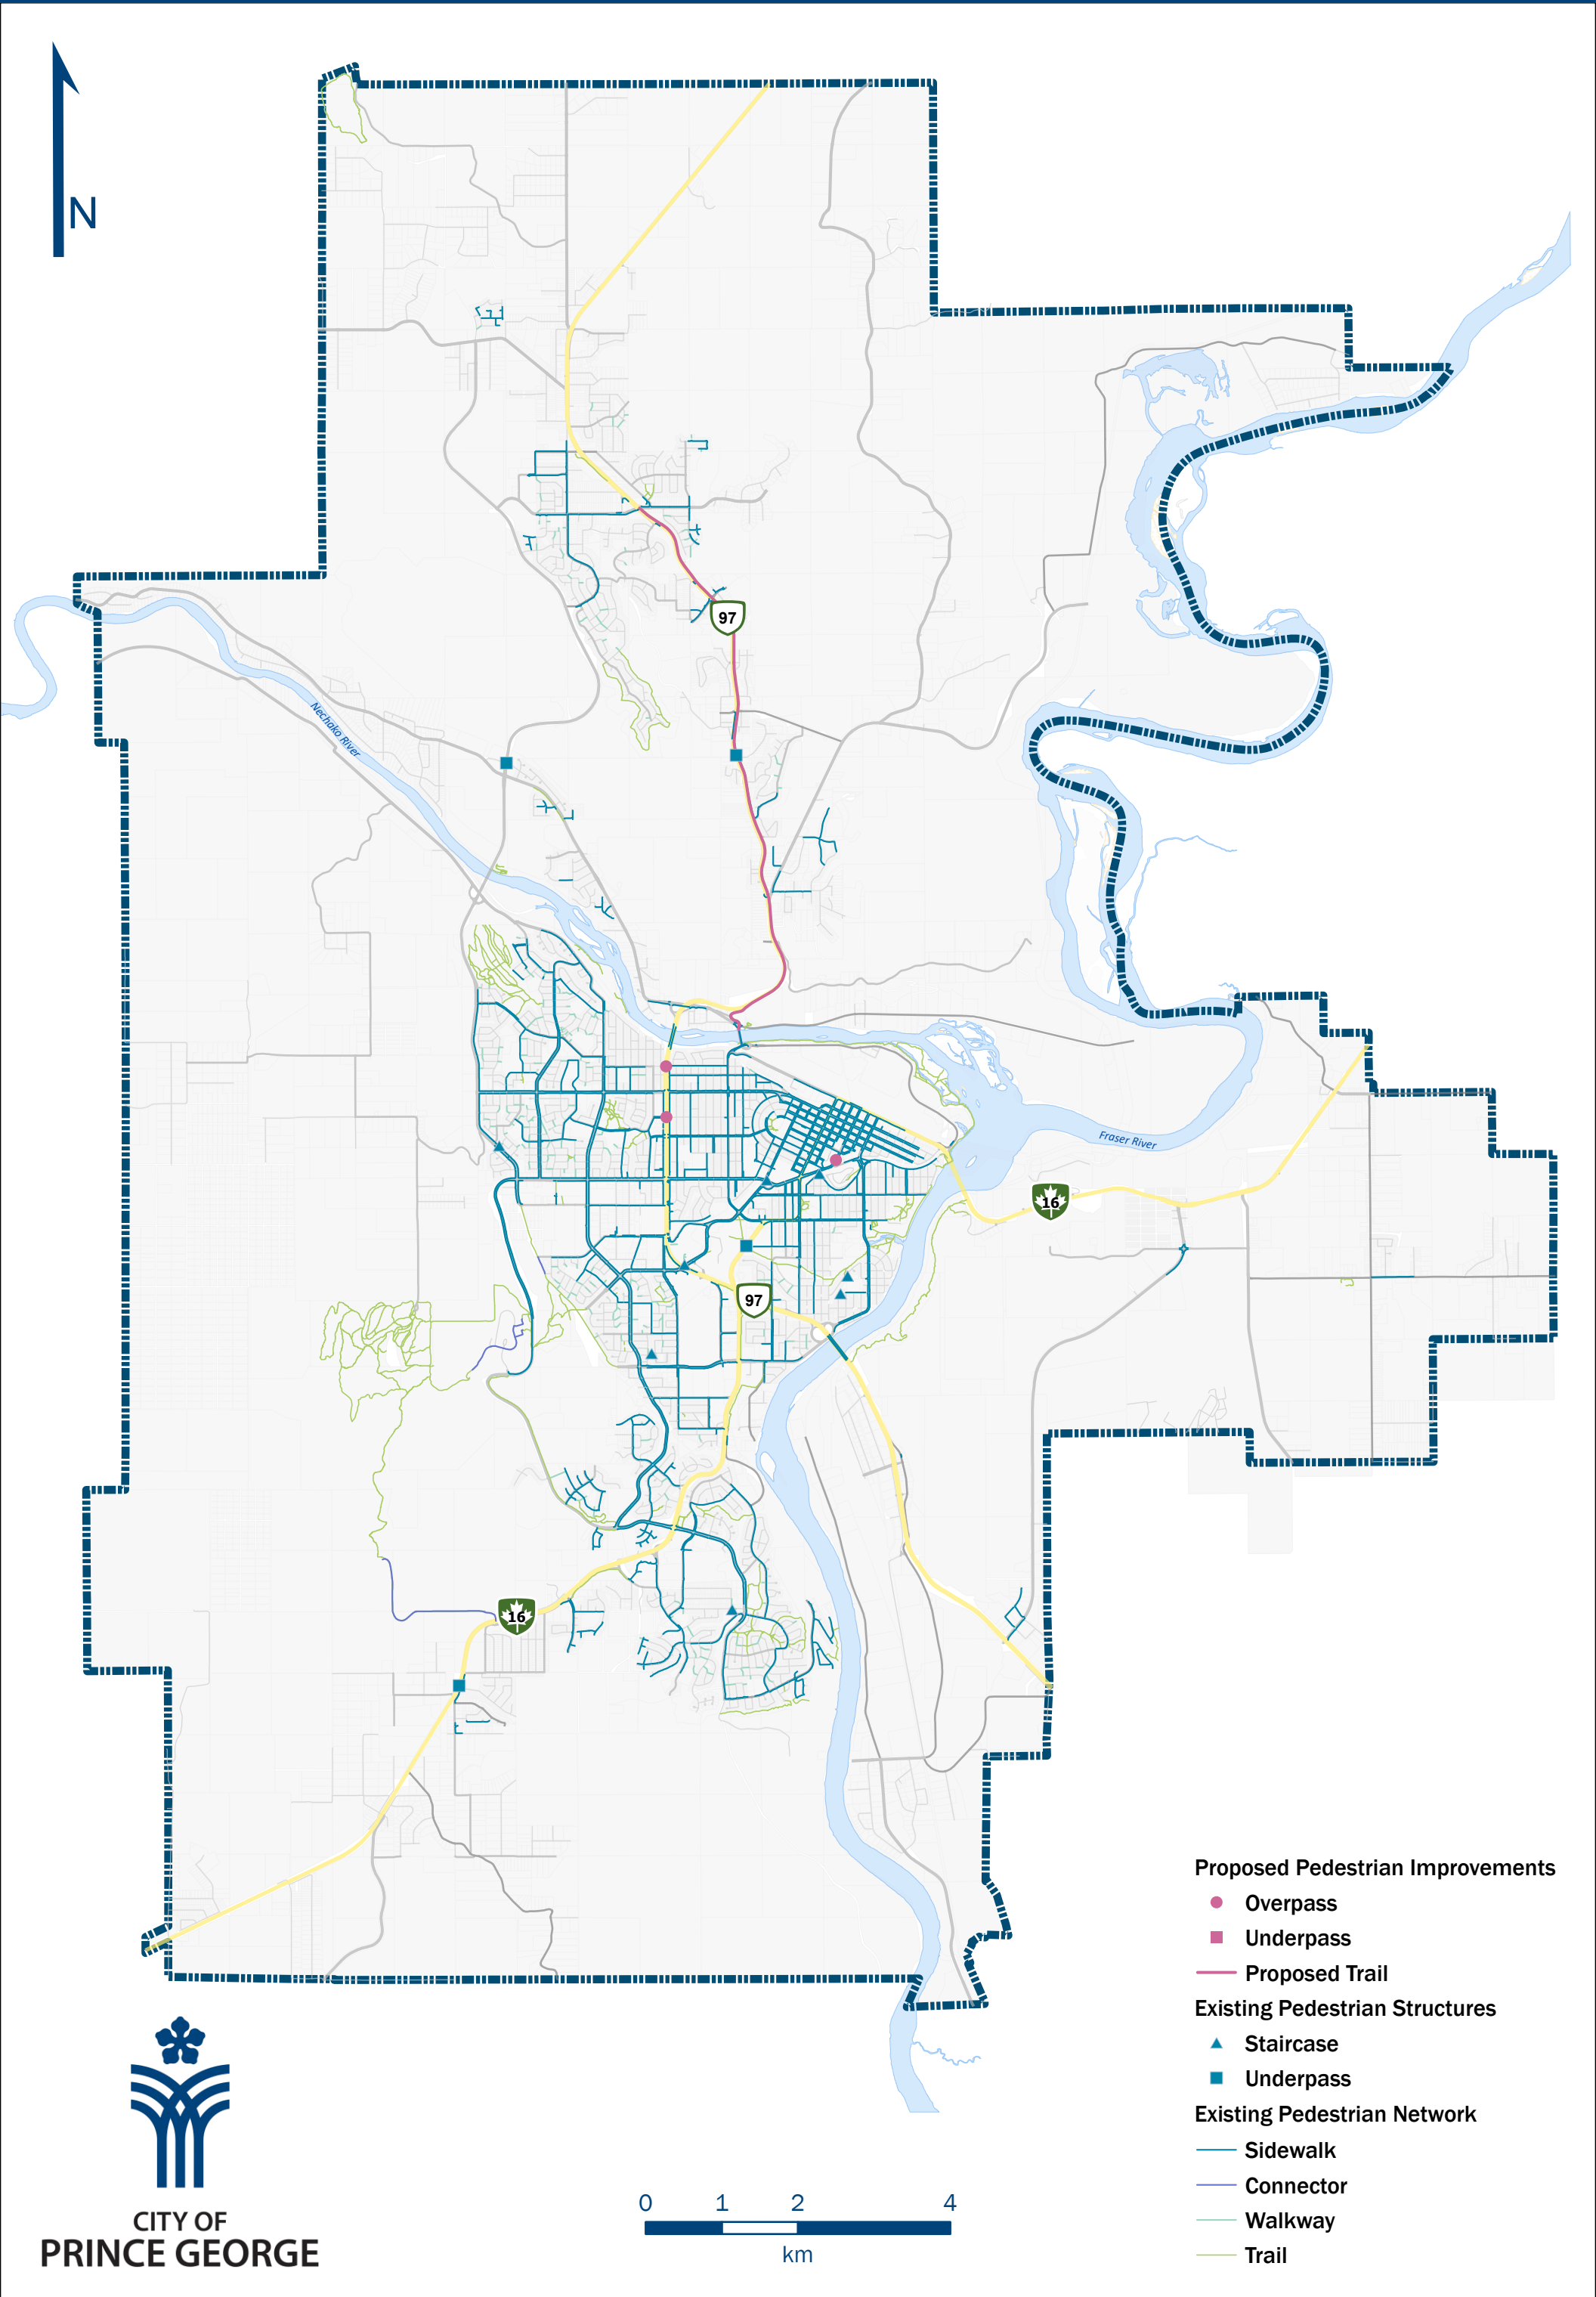 N
97
Nechako River
Fraser River
16
97
16
Proposed Pedestrian Improvements
Overpass
Underpass
Proposed Trail
Existing Pedestrian Structures
Staircase
Underpass
Existing Pedestrian Network
Sidewalk
Connector
Walkway
Trail
0 1 2 4
km
CITY OF
PRINCE GEORGE